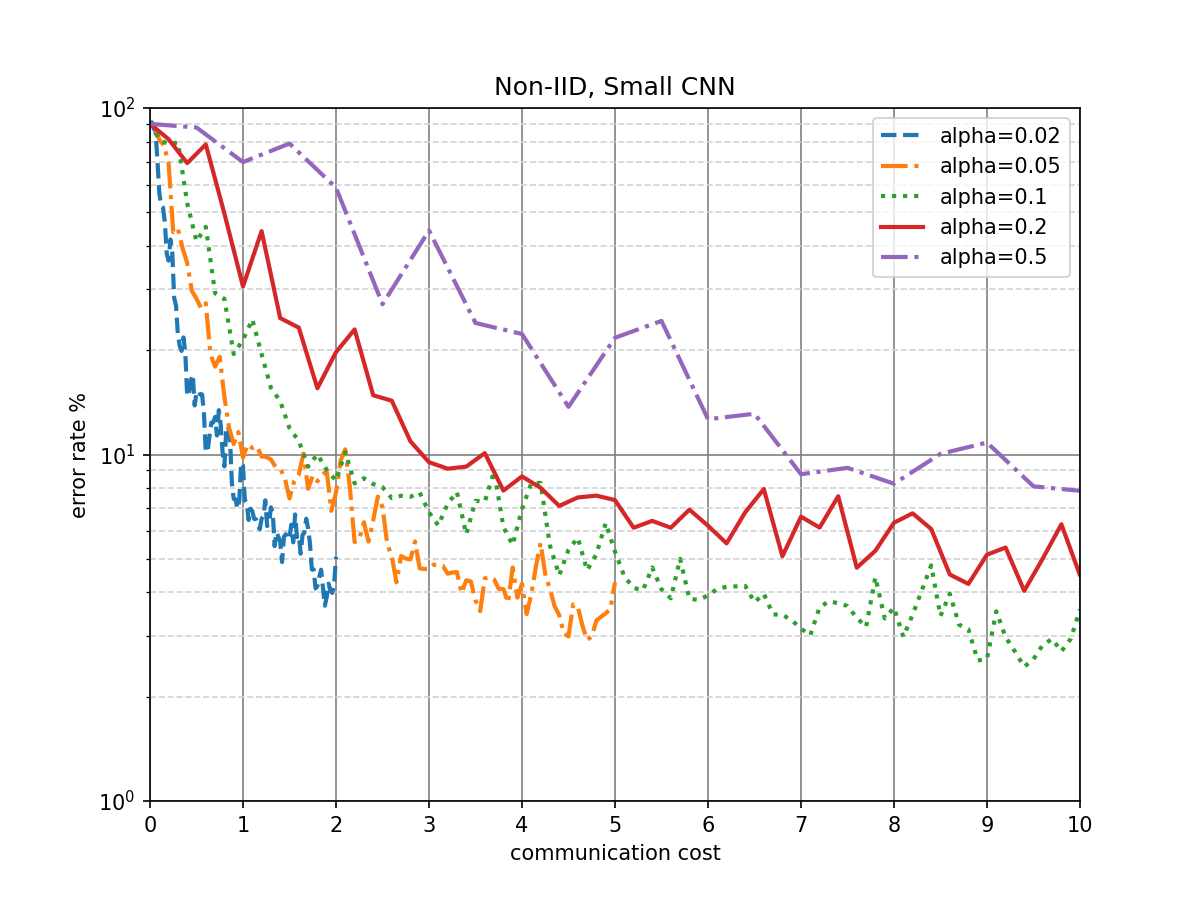 Non-IID, Small CNN
10²
10¹
10⁰
error rate %
alpha=0.02
alpha=0.05
alpha=0.1
alpha=0.2
alpha=0.5
0 1 2 3 4 5 6 7 8 9 10
communication cost